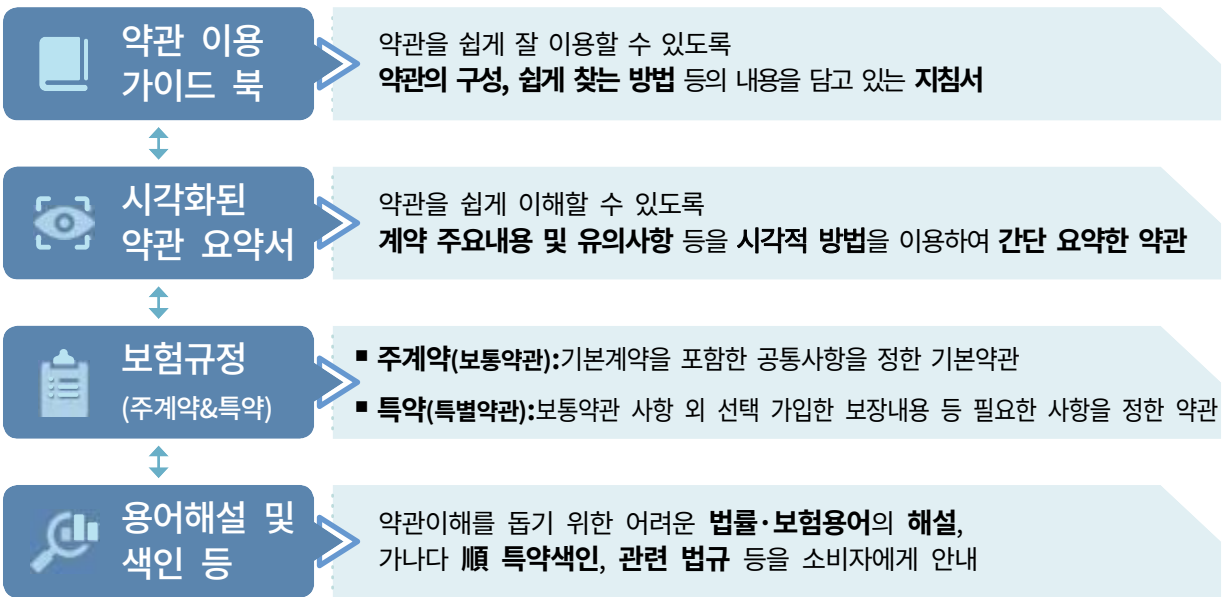 약관 이용
가이드 북
약관을 쉽게 잘 이용할 수 있도록
약관의 구성, 쉽게 찾는 방법 등의 내용을 담고 있는 지침서
시각화된
약관 요약서
약관을 쉽게 이해할 수 있도록
계약 주요내용 및 유의사항 등을 시각적 방법을 이용하여 간단 요약한 약관
보험규정
(주계약&특약)
▪ 주계약(보통약관):기본계약을 포함한 공통사항을 정한 기본약관
▪ 특약(특별약관):보통약관 사항 외 선택 가입한 보장내용 등 필요한 사항을 정한 약관
용어해설 및
색인 등
약관이해를 돕기 위한 어려운 법률·보험용어의 해설,
가나다 順 특약색인, 관련 법규 등을 소비자에게 안내